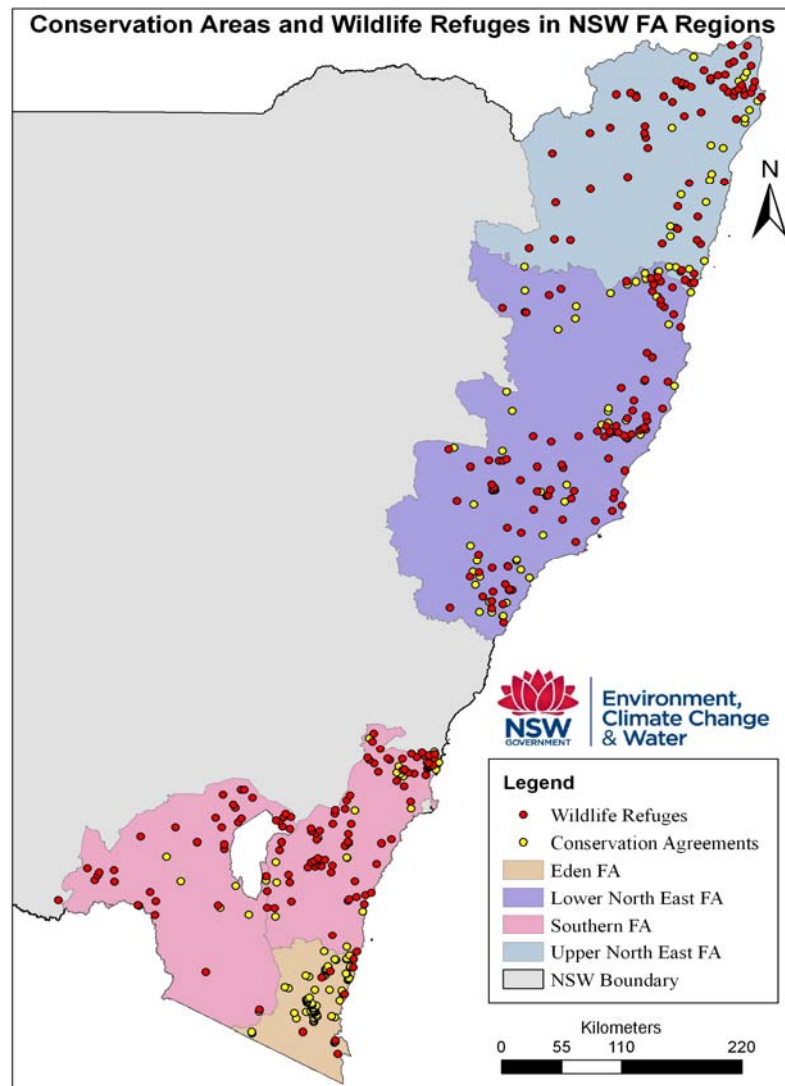 Conservation Areas and Wildlife Refuges in NSW FA Regions
N
NSW
GOVERNMENT
Environment,
Climate Change
& Water
Legend
Wildlife Refuges
Conservation Agreements
Eden FA
Lower North East FA
Southern FA
Upper North East FA
NSW Boundary
Kilometers
0 55 110 220